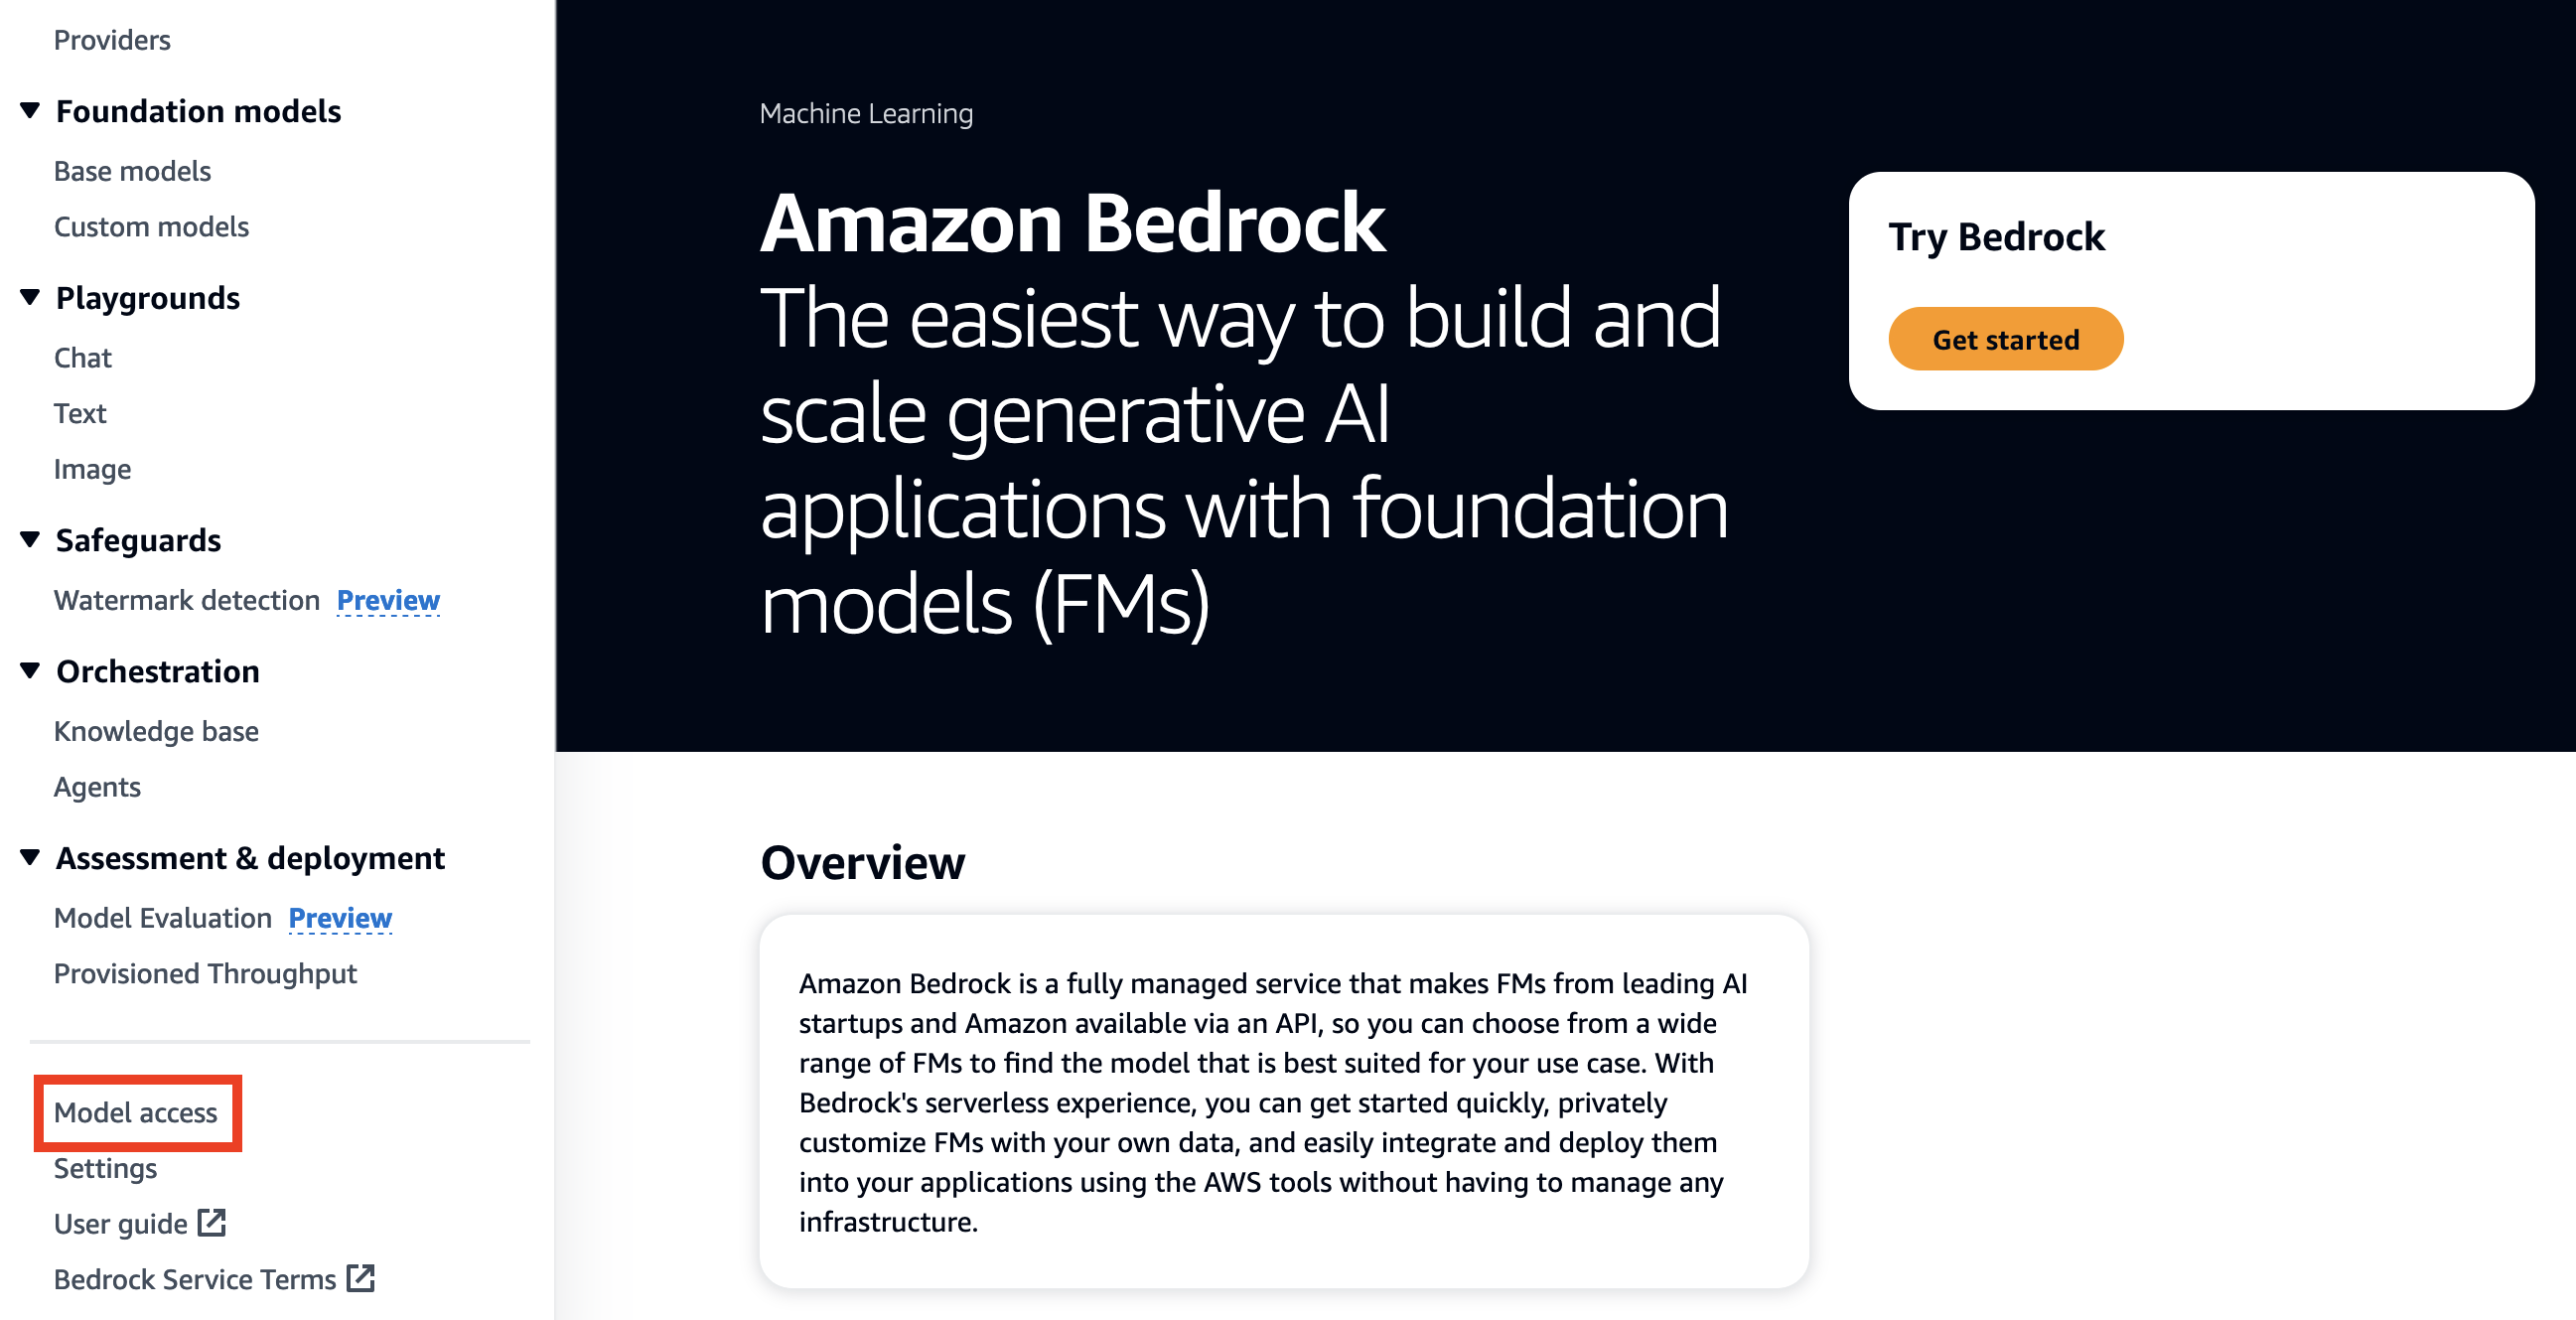 Providers
Foundation models
Base models
Custom models
Playgrounds
Chat
Text
Image
Safeguards
Watermark detection Preview
Orchestration
Knowledge base
Agents
Assessment & deployment
Model Evaluation Preview
Provisioned Throughput
Model access
Settings
User guide
Bedrock Service Terms
Machine Learning
Amazon Bedrock
The easiest way to build and
scale generative AI
applications with foundation
models (FMs)
Try Bedrock
Get started
Overview
Amazon Bedrock is a fully managed service that makes FMs from leading AI
startups and Amazon available via an API, so you can choose from a wide
range of FMs to find the model that is best suited for your use case. With
Bedrock's serverless experience, you can get started quickly, privately
customize FMs with your own data, and easily integrate and deploy them
into your applications using the AWS tools without having to manage any
infrastructure.